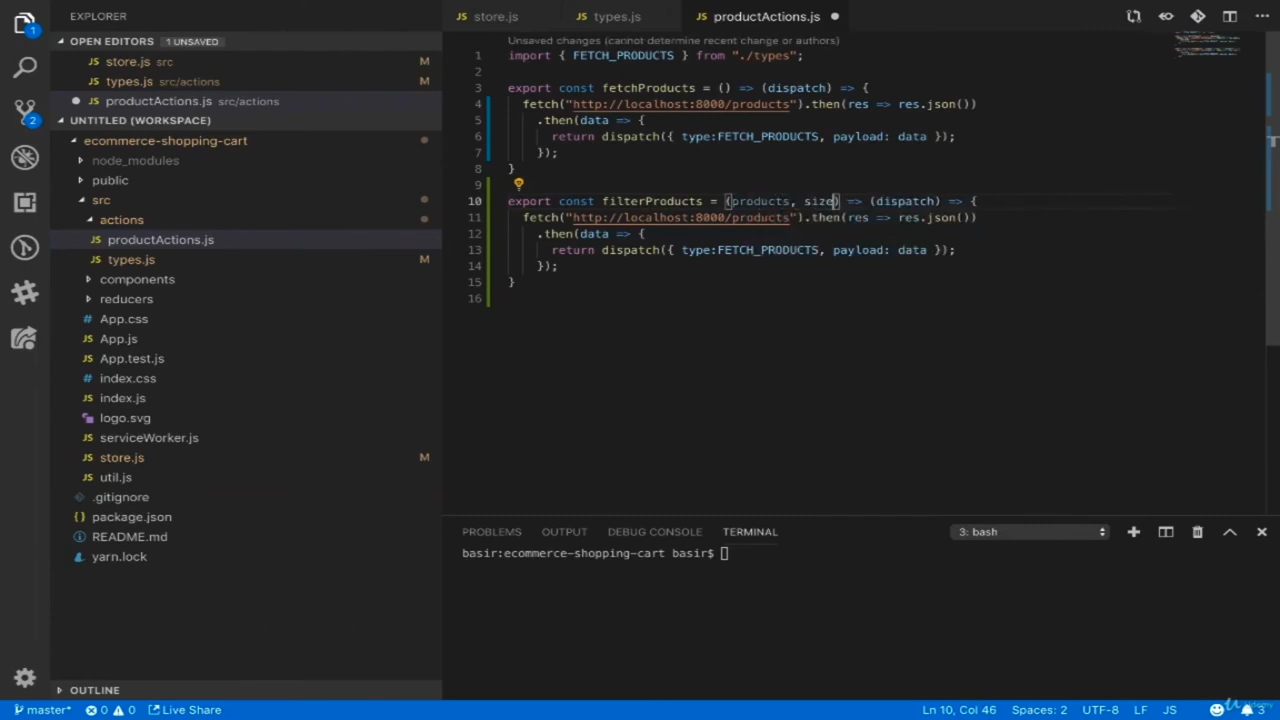 EXPLORER
OPEN EDITORS 1 UNSAVED
JS store.js src M
JS types.js src/actions M
JS productActions.js src/actions
UNTITLED (WORKSPACE)
ecommerce-shopping-cart
node_modules
public
src
actions
JS productActions.js
JS types.js M
components
reducers
# App.css
JS App.js
JS App.test.js
# index.css
JS index.js
logo.svg
JS serviceWorker.js
JS store.js M
JS util.js
.gitignore
{} package.json
README.md
yarn.lock
OUTLINE
1
2
JS store.js JS types.js JS productActions.js
Unsaved changes (cannot determine recent change or authors)
1 import { FETCH_PRODUCTS } from "./types";
2
3 export const fetchProducts = () => (dispatch) => {
4 fetch("http://localhost:8000/products").then(res => res.json())
5 .then(data => {
6 return dispatch({ type:FETCH_PRODUCTS, payload: data });
7 });
8 }
9
10 export const filterProducts = (products, size) => (dispatch) => {
11 fetch("http://localhost:8000/products").then(res => res.json())
12 .then(data => {
13 return dispatch({ type:FETCH_PRODUCTS, payload: data });
14 });
15 }
16
PROBLEMS OUTPUT DEBUG CONSOLE TERMINAL 3: bash
basir:ecommerce-shopping-cart basir$
master* 0 0 Live Share Ln 10, Col 46 Spaces: 2 UTF-8 LF JS 3
Udemy